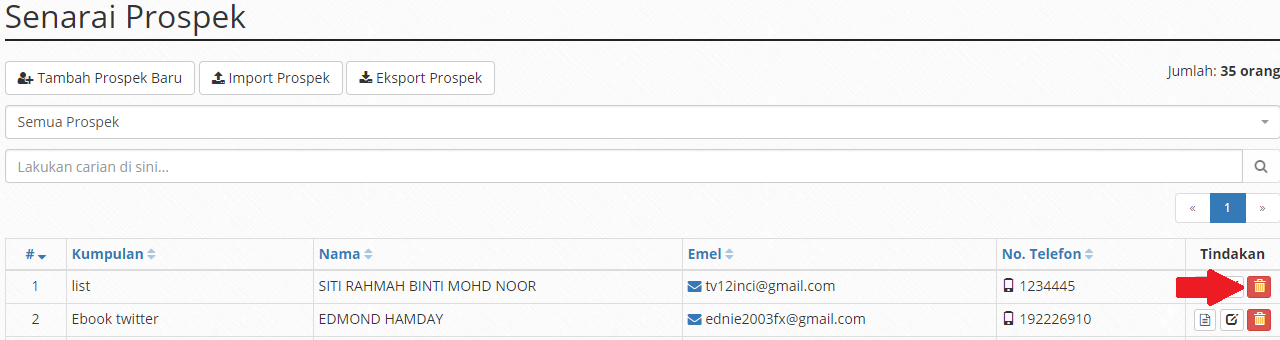 Senarai Prospek
Tambah Prospek Baru Import Prospek Eksport Prospek Jumlah: 35 orang
Semua Prospek
Lakukan carian di sini...
« 1 »
# Kumpulan Nama Emel No. Telefon Tindakan
1 list SITI RAHMAH BINTI MOHD NOOR tv12inci@gmail.com 1234445
2 Ebook twitter EDMOND HAMDAY ednie2003fx@gmail.com 192226910